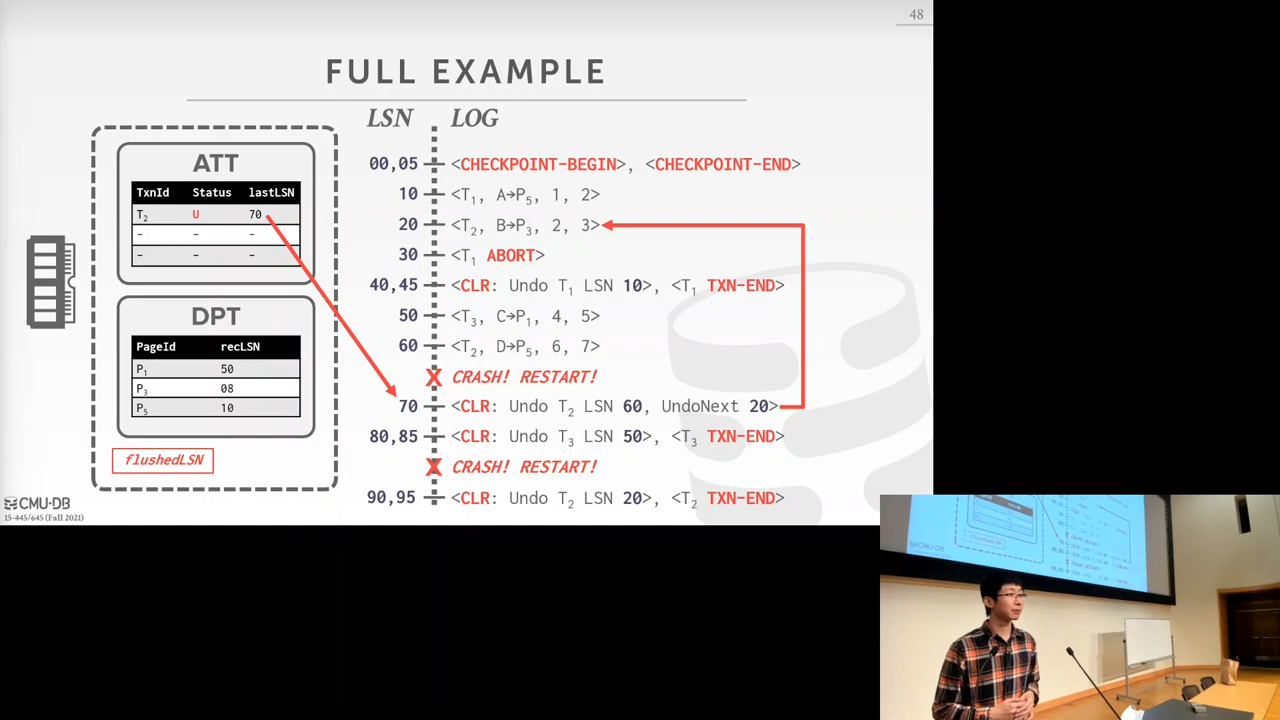 48
FULL EXAMPLE
LSN LOG
ATT
TxnId Status lastLSN
T2 U 70
- - -
- - -
DPT
PageId recLSN
P1 50
P3 08
P5 10
flushedLSN
00,05 <CHECKPOINT-BEGIN>, <CHECKPOINT-END>
10 <T1, A→P5, 1, 2>
20 <T2, B→P3, 2, 3>
30 <T1 ABORT>
40,45 <CLR: Undo T1 LSN 10>, <T1 TXN-END>
50 <T3, C→P1, 4, 5>
60 <T2, D→P5, 6, 7>
X CRASH! RESTART!
70 <CLR: Undo T2 LSN 60, UndoNext 20>
80,85 <CLR: Undo T3 LSN 50>, <T3 TXN-END>
X CRASH! RESTART!
90,95 <CLR: Undo T2 LSN 20>, <T2 TXN-END>
CMU·DB
15-445/645 (Fall 2021)